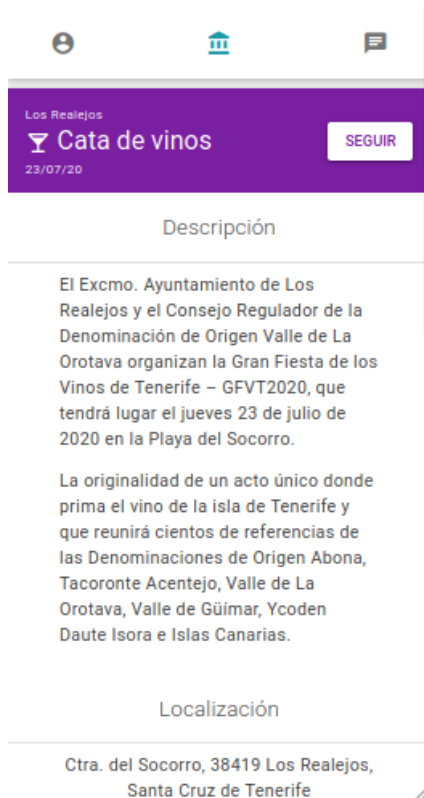 Los Realejos
Cata de vinos
SEGUIR
23/07/20
Descripción
El Excmo. Ayuntamiento de Los
Realejos y el Consejo Regulador de la
Denominación de Origen Valle de La
Orotava organizan la Gran Fiesta de los
Vinos de Tenerife – GFVT2020, que
tendrá lugar el jueves 23 de julio de
2020 en la Playa del Socorro.
La originalidad de un acto único donde
prima el vino de la isla de Tenerife y
que reunirá cientos de referencias de
las Denominaciones de Origen Abona,
Tacoronte Acentejo, Valle de La
Orotava, Valle de Güímar, Ycoden
Daute Isora e Islas Canarias.
Localización
Ctra. del Socorro, 38419 Los Realejos,
Santa Cruz de Tenerife